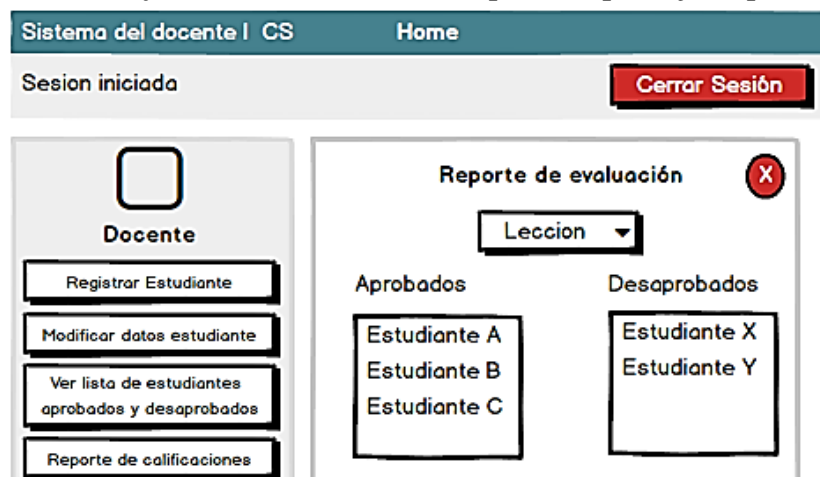 Sistema del docente I CS Home
Sesion iniciada
Cerrar Sesión
Docente
Registrar Estudiante
Modificar datos estudiante
Ver lista de estudiantes
aprobados y desaprobados
Reporte de calificaciones
Reporte de evaluación
X
Leccion
Aprobados
Estudiante A
Estudiante B
Estudiante C
Desaprobados
Estudiante X
Estudiante Y